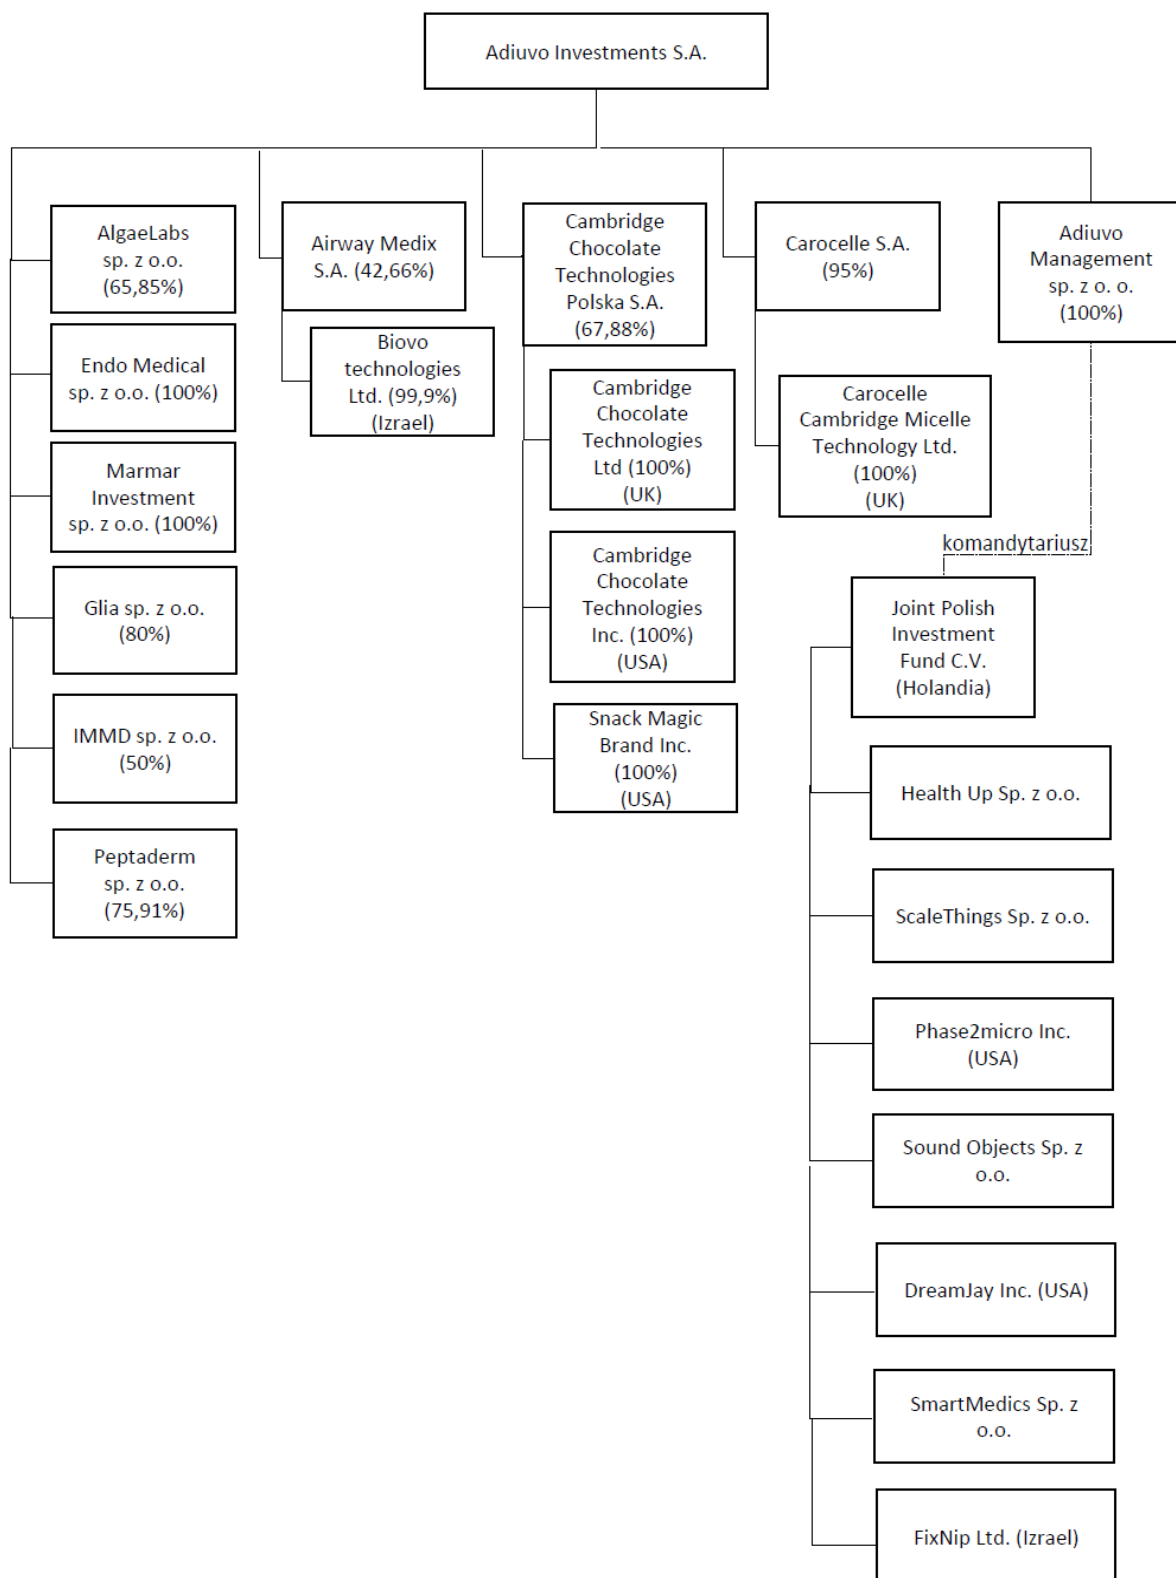 Adiuvo Investments S.A.
AlgaeLabs
sp. z o.o.
(65,85%)
Endo Medical
sp. z o.o. (100%)
Marmar
Investment
sp. z o.o. (100%)
Glia sp. z o.o.
(80%)
IMMD sp. z o.o.
(50%)
Peptaderm
sp. z o.o.
(75,91%)
Airway Medix
S.A. (42,66%)
Biovo
technologies
Ltd. (99,9%)
(Izrael)
Cambridge
Chocolate
Technologies
Polska S.A.
(67,88%)
Cambridge
Chocolate
Technologies
Ltd (100%)
(UK)
Cambridge
Chocolate
Technologies
Inc. (100%)
(USA)
Snack Magic
Brand Inc.
(100%)
(USA)
Carocelle S.A.
(95%)
Carocelle
Cambridge Micelle
Technology Ltd.
(100%)
(UK)
Adiuvo
Management
sp. z o. o.
(100%)
komandytariusz
Joint Polish
Investment
Fund C.V.
(Holandia)
Health Up Sp. z o.o.
ScaleThings Sp. z o.o.
Phase2micro Inc.
(USA)
Sound Objects Sp. z
o.o.
DreamJay Inc. (USA)
SmartMedics Sp. z
o.o.
FixNip Ltd. (Izrael)